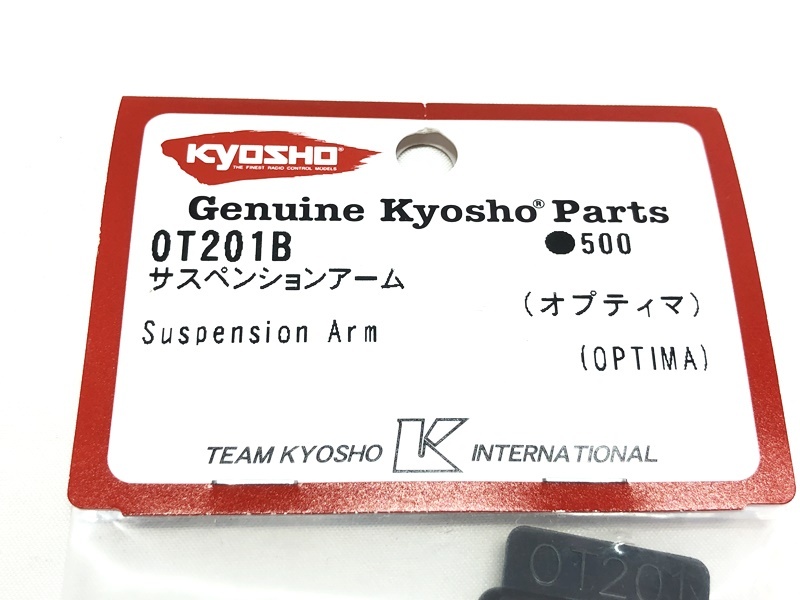 KYOSHO®
THE FINEST RADIO CONTROL MODELS
Genuine Kyosho® Parts
OT201B ●500
サスペンションアーム (オプティマ)
Suspension Arm (OPTIMA)
TEAM KYOSHO K INTERNATIONAL
OT201